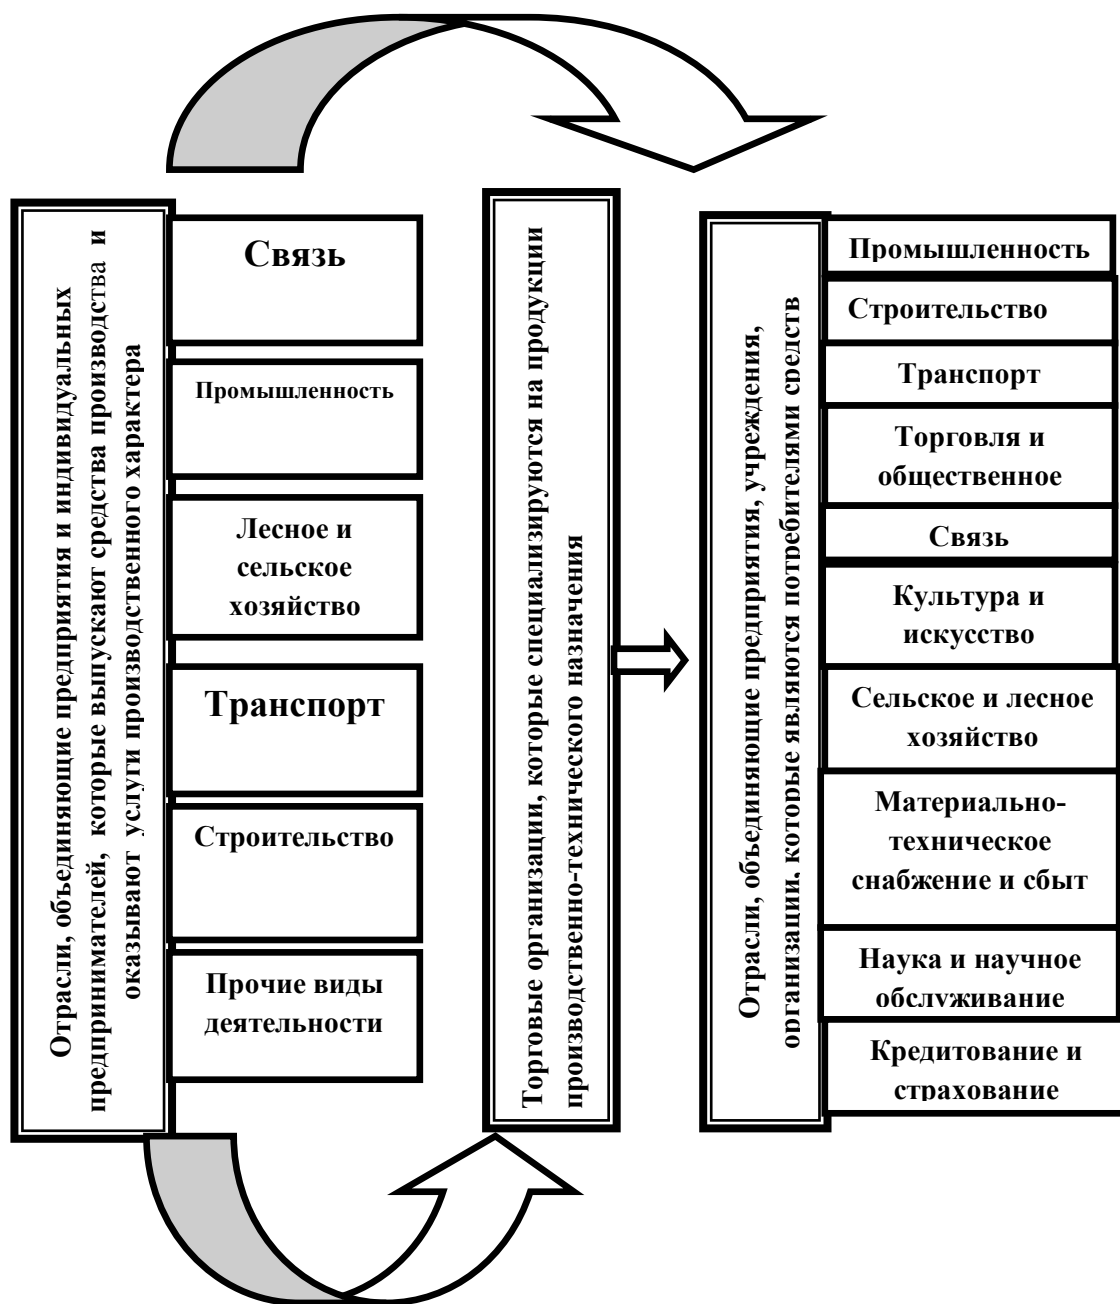 Отрасли, объединяющие предприятия и индивидуальных
предпринимателей, которые выпускают средства производства и
оказывают услуги производственного характера
Связь
Промышленность
Лесное и
сельское
хозяйство
Транспорт
Строительство
Прочие виды
деятельности
Торговые организации, которые специализируются на продукции
производственно-технического назначения
Отрасли, объединяющие предприятия, учреждения,
организации, которые являются потребителями средств
Промышленность
Строительство
Транспорт
Торговля и
общественное
Связь
Культура и
искусство
Сельское и лесное
хозяйство
Материально-
техническое
снабжение и сбыт
Наука и научное
обслуживание
Кредитование и
страхование